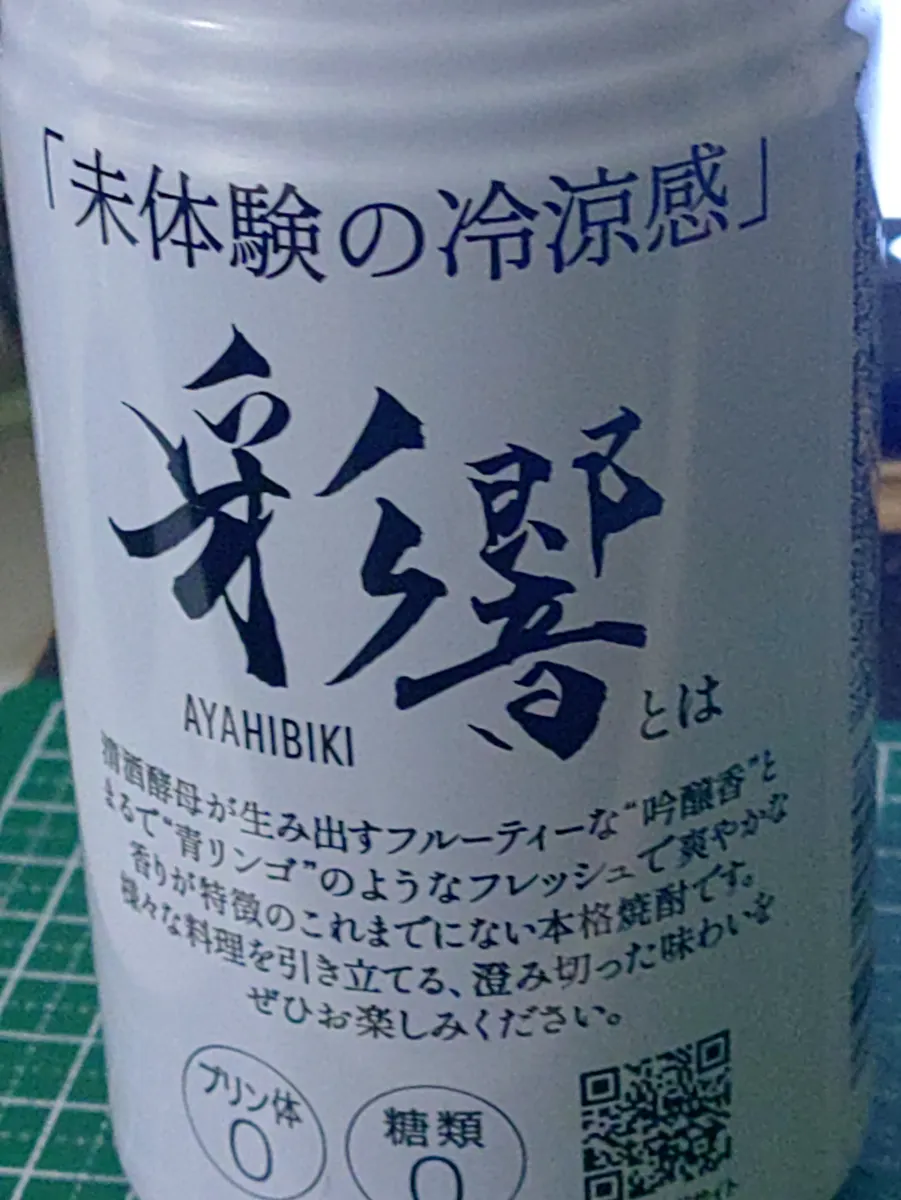 「未体験の冷涼感」
彩響
とは
AYAHIBIKI
清酒酵母が生み出すフルーティーな“吟醸香”と
まるで“青リンゴ”のようなフレッシュで爽やかな
香りが特徴のこれまでにない本格焼酎です。
様々な料理を引き立てる、澄み切った味わいを
ぜひお楽しみください。
プリン体
0
糖類
0